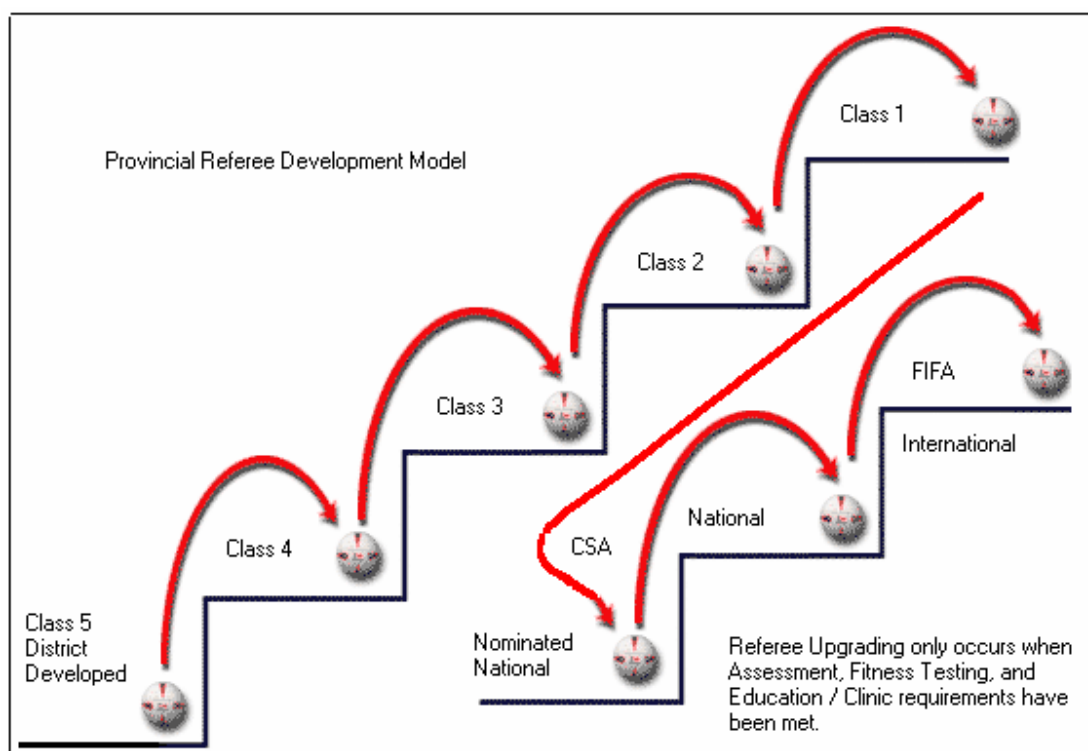 Provincial Referee Development Model
Class 1
Class 2
Class 3
Class 4
Class 5
District
Developed
FIFA
International
National
CSA
Nominated
National
Referee Upgrading only occurs when
Assessment, Fitness Testing, and
Education / Clinic requirements have
been met.